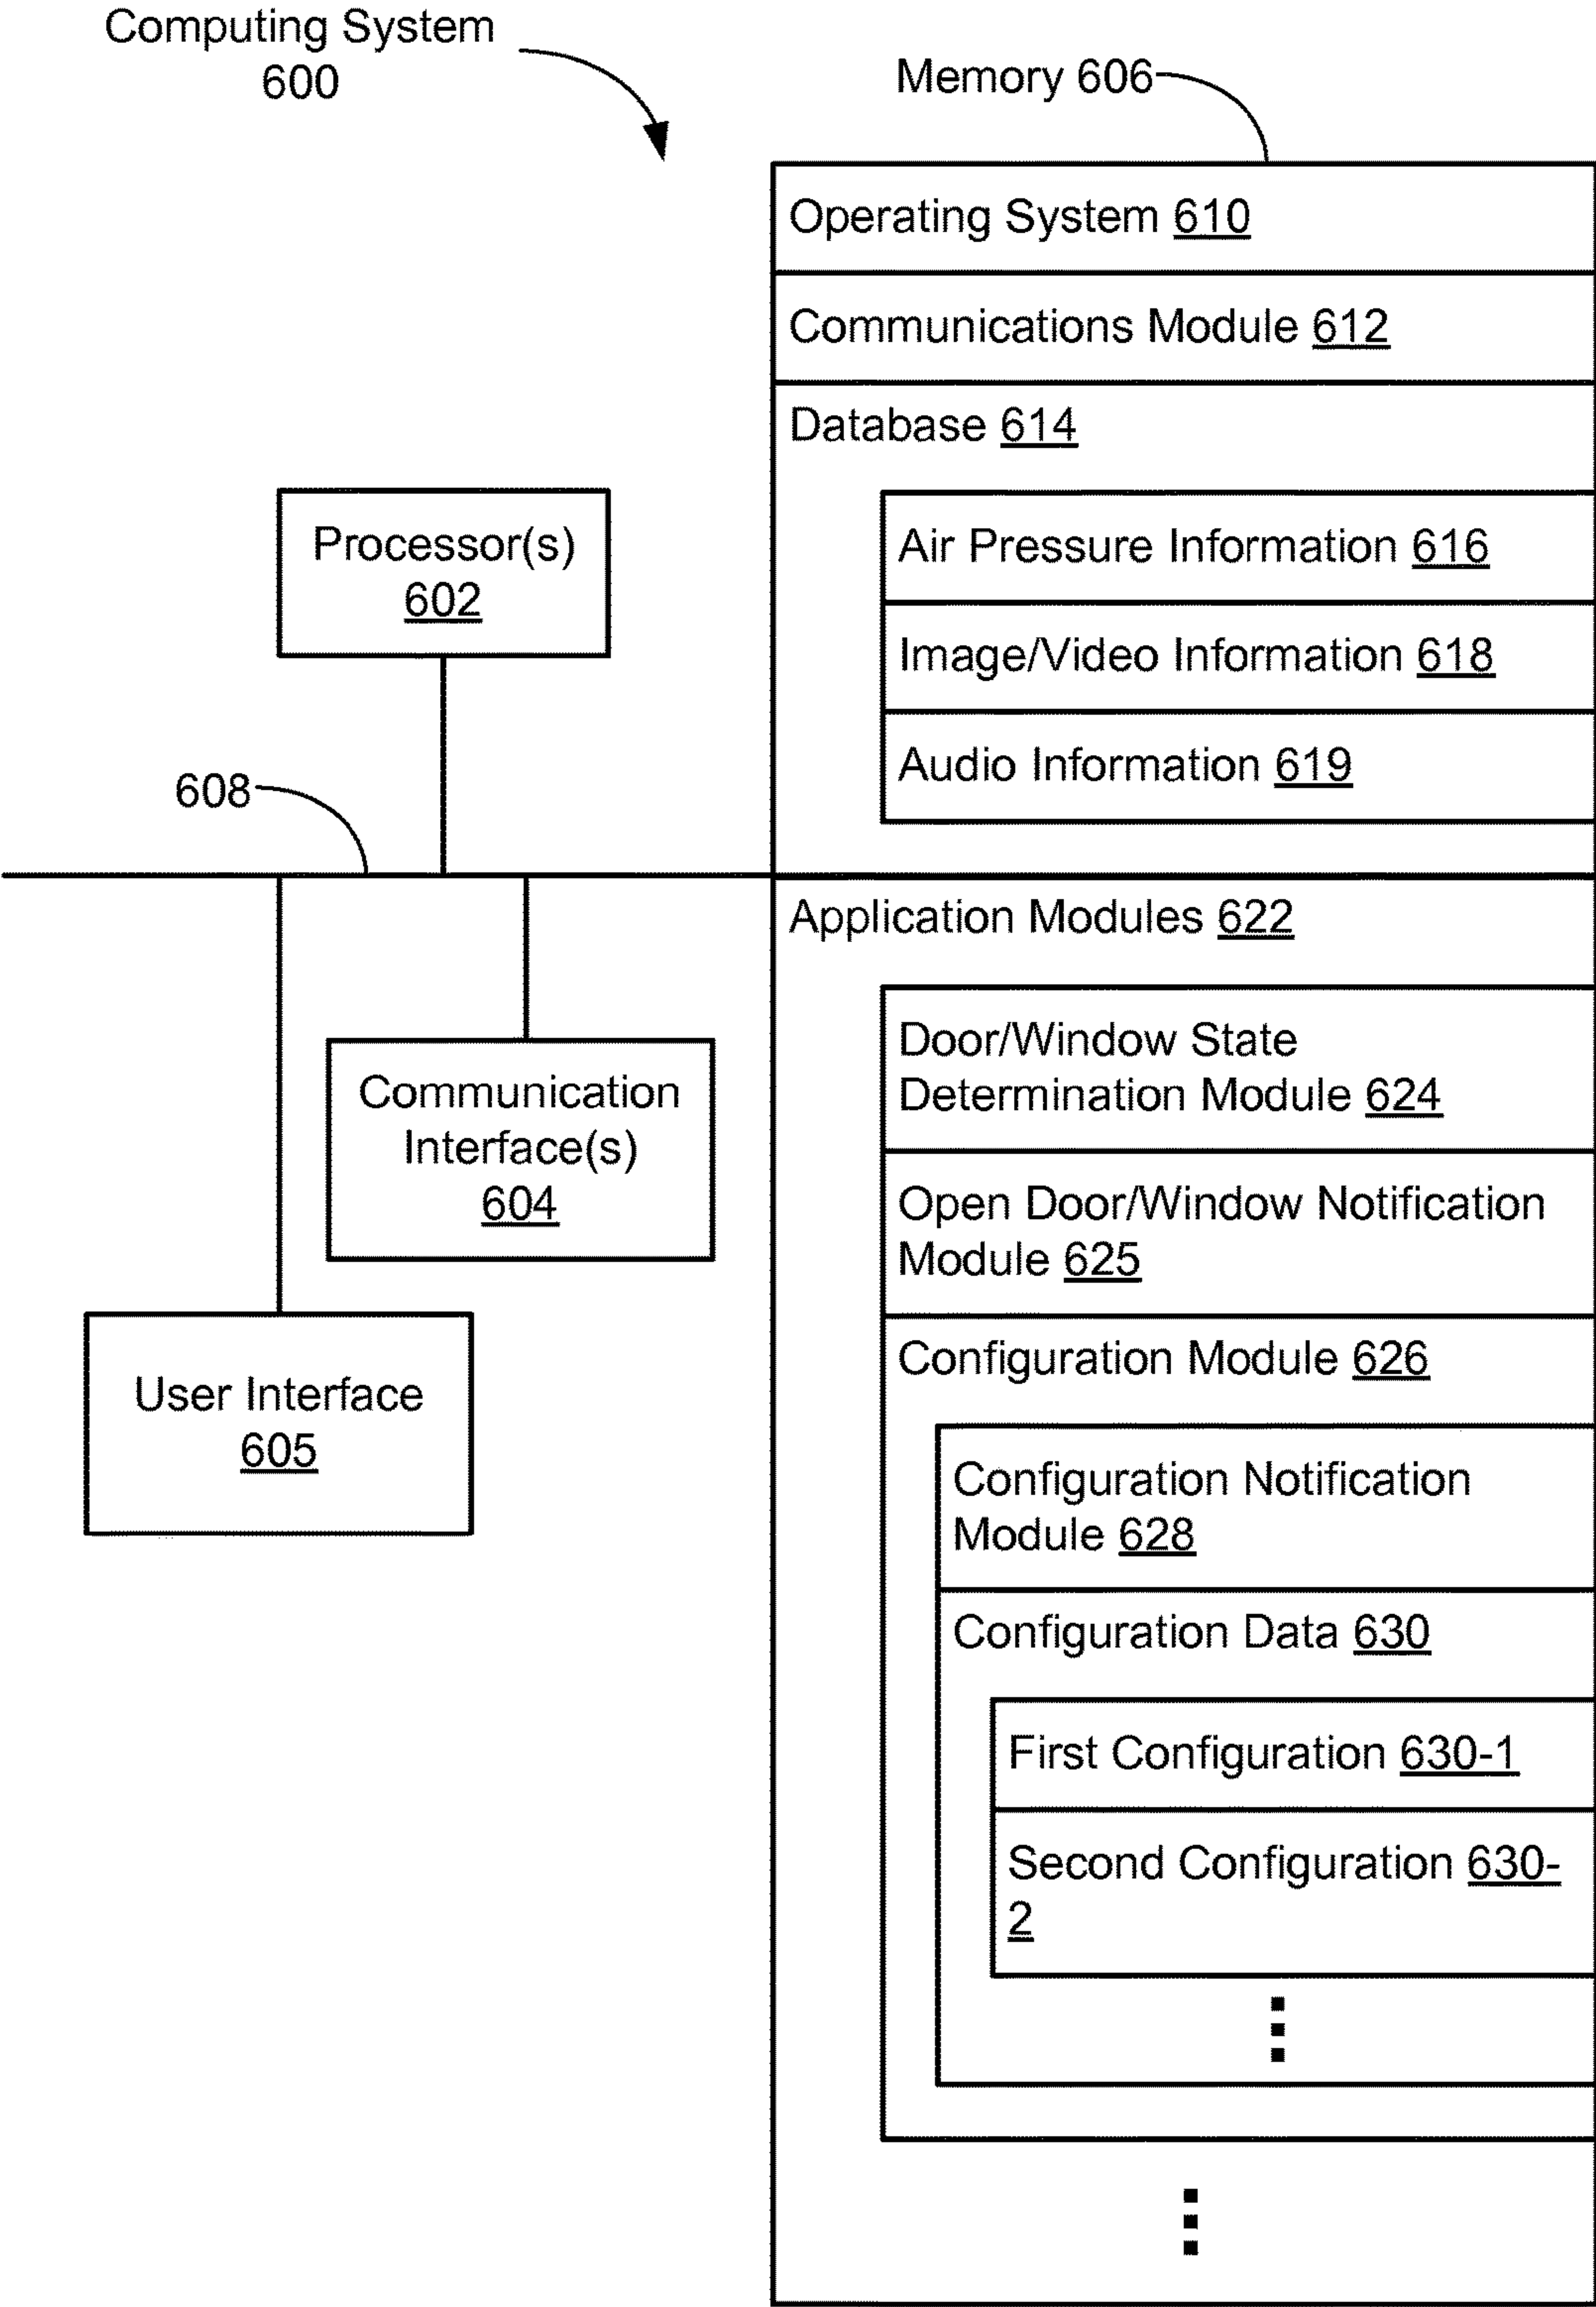 Computing System
600
Memory 606
Operating System 610
Communications Module 612
Database 614
Air Pressure Information 616
Image/Video Information 618
Audio Information 619
Processor(s)
602
608
Communication
Interface(s)
604
User Interface
605
Application Modules 622
Door/Window State
Determination Module 624
Open Door/Window Notification
Module 625
Configuration Module 626
Configuration Notification
Module 628
Configuration Data 630
First Configuration 630-1
Second Configuration 630-
2